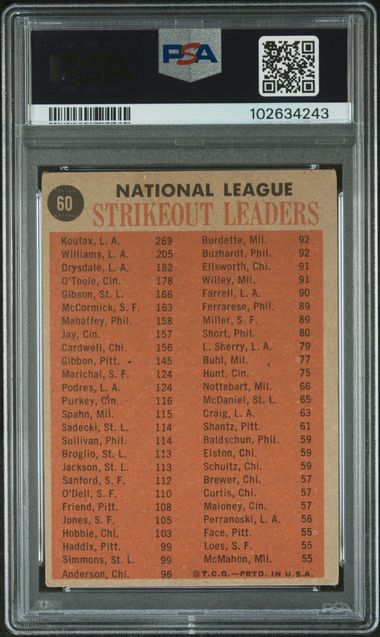 PSA
PSA
102634243
60
NATIONAL LEAGUE
STRIKEOUT LEADERS
Koufax, L. A. 269
Williams, L. A. 205
Drysdale, L. A. 182
O'Toole, Cin. 178
Gibson, St. L. 166
McCormick, S. F. 163
Mahaffey, Phil. 158
Jay, Cin. 157
Cardwell, Chi. 156
Gibbon, Pitt. 145
Marichal, S. F. 124
Podres, L. A. 124
Purkey, Cin. 116
Spahn, Mil. 115
Sadecki, St. L. 114
Sullivan, Phil. 114
Broglio, St. L. 113
Jackson, St. L. 113
Sanford, S. F. 112
O'Dell, S. F. 110
Friend, Pitt. 108
Jones, S. F. 105
Hobbie, Chi. 103
Haddix, Pitt. 99
Simmons, St. L. 99
Anderson, Chi. 96
Burdette, Mil. 92
Buzhardt, Phil. 92
Ellsworth, Chi. 91
Willey, Mil. 91
Farrell, L. A. 90
Ferrarese, Phil. 89
Miller, S. F. 89
Short, Phil. 80
L. Sherry, L. A. 79
Buhl, Mil. 77
Hunt, Cin. 75
Nottebart, Mil. 66
McDaniel, St. L. 65
Craig, L. A. 63
Shantz, Pitt. 61
Baldschun, Phil. 59
Elston, Chi. 59
Schultz, Chi. 59
Brewer, Chi. 57
Curtis, Chi. 57
Maloney, Cin. 57
Perranoski, L. A. 56
Face, Pitt. 55
Loes, S. F. 55
McMahon, Mil. 55
© T. C. G. — PRTD. IN U. S. A.
PSA